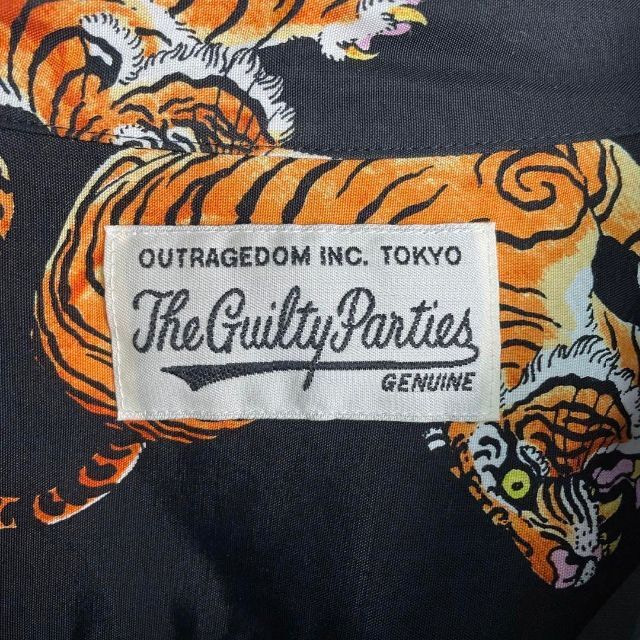 OUTRAGEDOM INC. TOKYO
The Guilty Parties
GENUINE